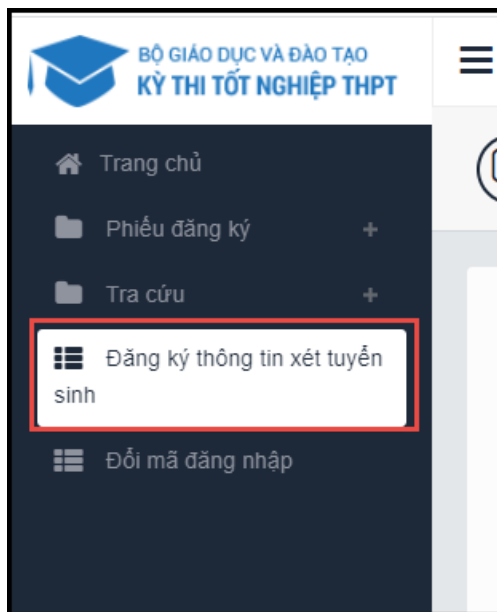 BỘ GIÁO DỤC VÀ ĐÀO TẠO
KỲ THI TỐT NGHIỆP THPT
Trang chủ
Phiếu đăng ký +
Tra cứu +
Đăng ký thông tin xét tuyển
sinh
Đổi mã đăng nhập